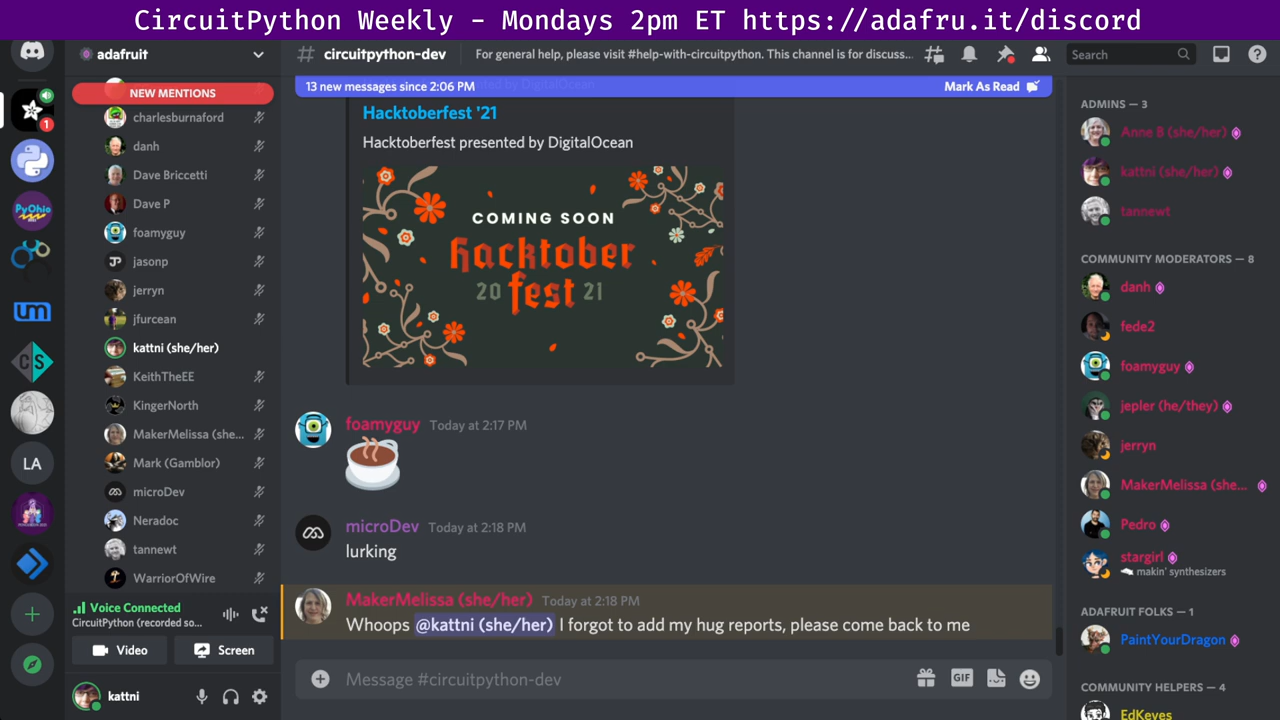 CircuitPython Weekly - Mondays 2pm ET https://adafru.it/discord
adafruit
# circuitpython-dev
For general help, please visit #help-with-circuitpython. This channel is for discuss...
Search
NEW MENTIONS
1
charlesburnaford
danh
Dave Briccetti
Dave P
foamyguy
jasonp
jerryn
jfurcean
kattni (she/her)
KeithTheEE
KingerNorth
MakerMelissa (she...
Mark (Gamblor)
microDev
Neradoc
tannewt
WarriorOfWire
Voice Connected
CircuitPython (recorded so...
Video
Screen
kattni
PyOhio
um
CS
LA
13 new messages since 2:06 PM
Mark As Read
Hacktoberfest '21
Hacktoberfest presented by DigitalOcean
COMING SOON
hacktober
20 fest 21
foamyguy Today at 2:17 PM
microDev Today at 2:18 PM
lurking
MakerMelissa (she/her) Today at 2:18 PM
Whoops @kattni (she/her) I forgot to add my hug reports, please come back to me
Message #circuitpython-dev
GIF
ADMINS — 3
Anne B (she/her)
kattni (she/her)
tannewt
COMMUNITY MODERATORS — 8
danh
fede2
foamyguy
jepler (he/they)
jerryn
MakerMelissa (she...
Pedro
stargirl
makin' synthesizers
ADAFRUIT FOLKS — 1
PaintYourDragon
COMMUNITY HELPERS — 4
EdKeyes